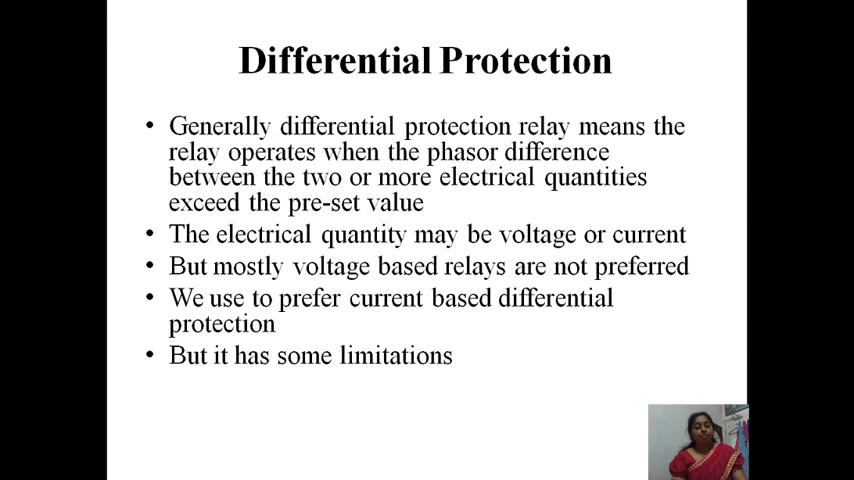 Differential Protection
• Generally differential protection relay means the
relay operates when the phasor difference
between the two or more electrical quantities
exceed the pre-set value
• The electrical quantity may be voltage or current
• But mostly voltage based relays are not preferred
• We use to prefer current based differential
protection
• But it has some limitations